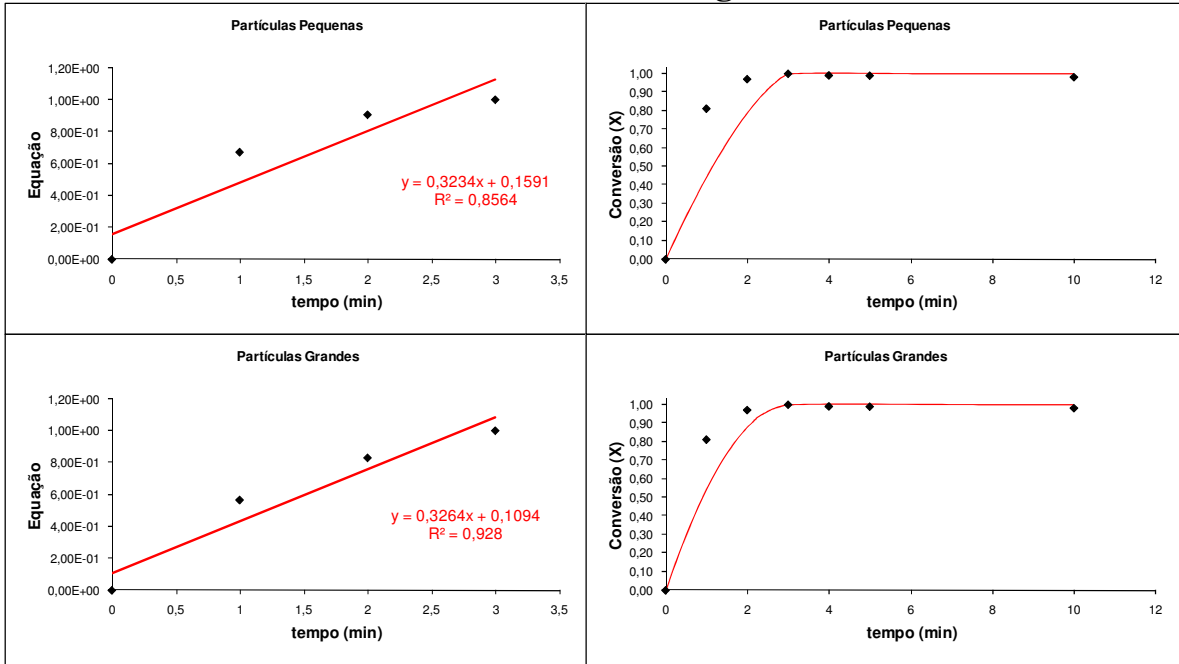 Partículas Pequenas
1,20E+00
1,00E+00
8,00E-01
6,00E-01
4,00E-01
2,00E-01
0,00E+00
Equação
y = 0,3234x + 0,1591
R² = 0,8564
0 0,5 1 1,5 2 2,5 3 3,5
tempo (min)
Partículas Pequenas
1,00
0,90
0,80
0,70
0,60
0,50
0,40
0,30
0,20
0,10
0,00
Conversão (X)
0 2 4 6 8 10 12
tempo (min)
Partículas Grandes
1,20E+00
1,00E+00
8,00E-01
6,00E-01
4,00E-01
2,00E-01
0,00E+00
Equação
y = 0,3264x + 0,1094
R² = 0,928
0 0,5 1 1,5 2 2,5 3 3,5
tempo (min)
Partículas Grandes
1,00
0,90
0,80
0,70
0,60
0,50
0,40
0,30
0,20
0,10
0,00
Conversão (X)
0 2 4 6 8 10 12
tempo (min)